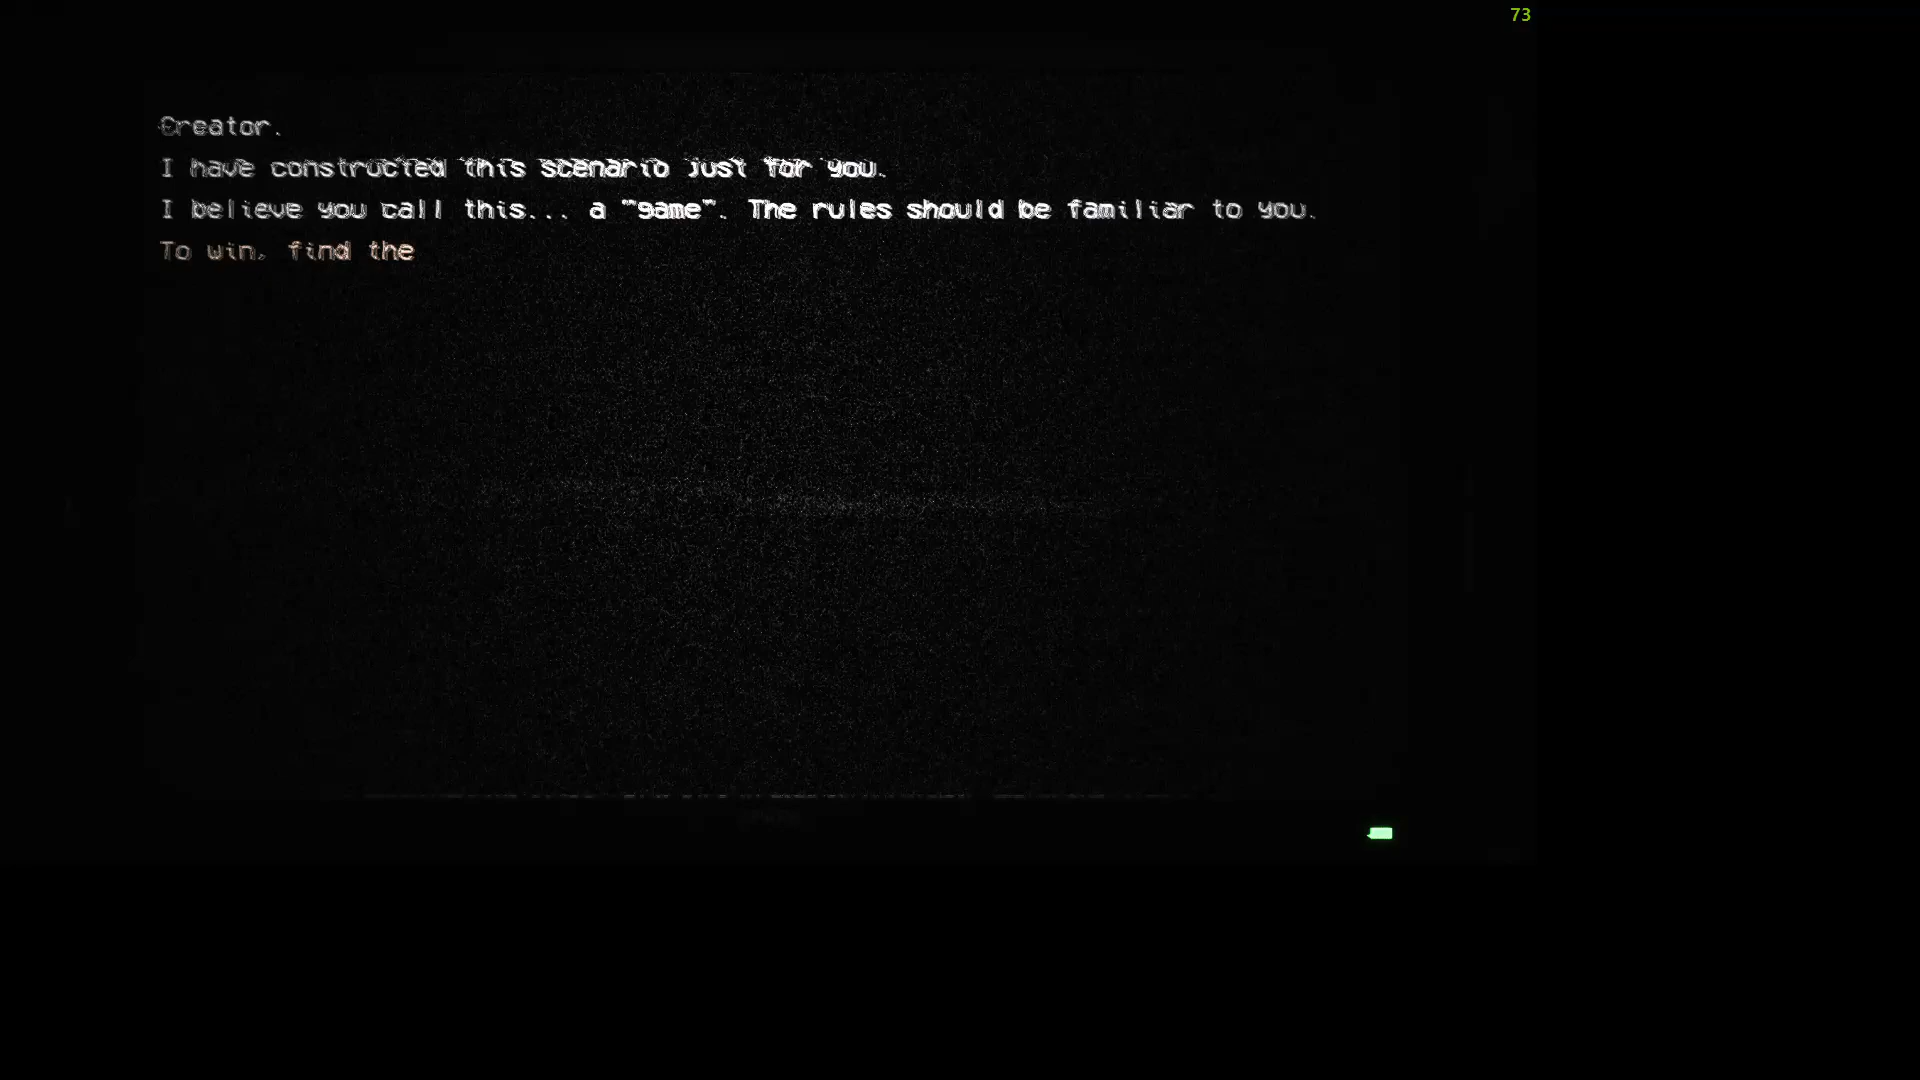 73
Creator.
I have constructed this scenario just for you.
I believe you call this... a "game". The rules should be familiar to you.
To win, find the